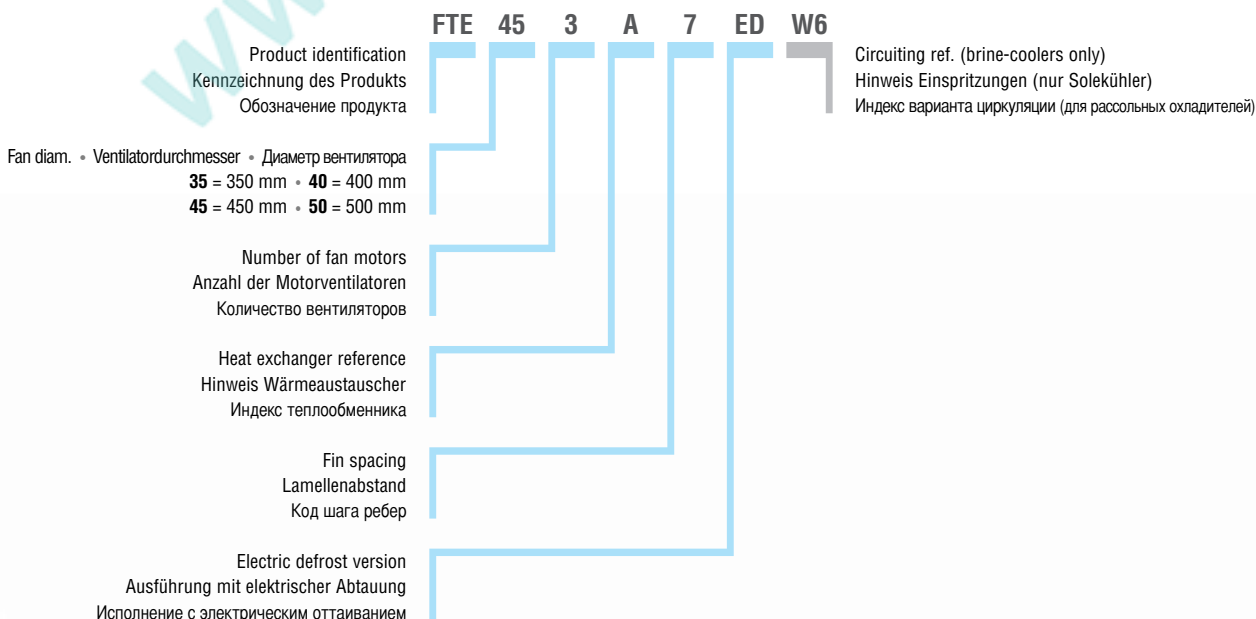 FTE 45 3 A 7 ED W6
Product identification
Kennzeichnung des Produkts
Обозначение продукта
Circuiting ref. (brine-coolers only)
Hinweis Einspritzungen (nur Solekühler)
Индекс варианта циркуляции (для рассольных охладителей)
Fan diam. • Ventilatordurchmesser • Диаметр вентилятора
35 = 350 mm • 40 = 400 mm
45 = 450 mm • 50 = 500 mm
Number of fan motors
Anzahl der Motorventilatoren
Количество вентиляторов
Heat exchanger reference
Hinweis Wärmeaustauscher
Индекс теплообменника
Fin spacing
Lamellenabstand
Код шага ребер
Electric defrost version
Ausführung mit elektrischer Abtauung
Исполнение с электрическим оттаиванием